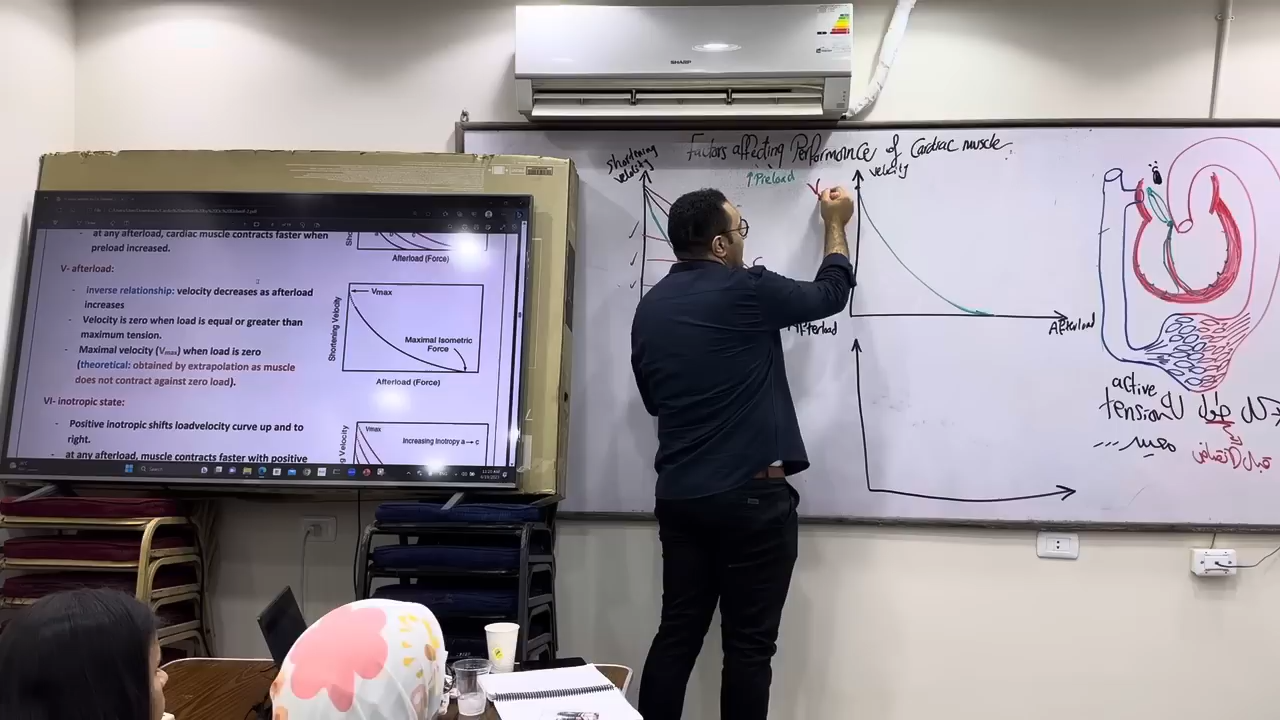 SHARP
at any afterload, cardiac muscle contracts faster when
preload increased.
Afterload (Force)
V- afterload:
- Inverse relationship: velocity decreases as afterload
increases
- Velocity is zero when load is equal or greater than
maximum tension.
- Maximal velocity (Vmax) when load is zero
(theoretical: obtained by extrapolation as muscle
does not contract against zero load).
Vmax
Shortening Velocity
Maximal Isometric
Force
Afterload (Force)
VI- inotropic state:
- Positive inotropic shifts loadvelocity curve up and to
right.
- at any afterload, muscle contracts faster with positive
Velocity
Increasing Inotropy a→c
Search
Factors affecting Performance of Cardiac muscle
Shortning
velocity
↑Preload
V
velocity
Afterload
Afterload
active
tension